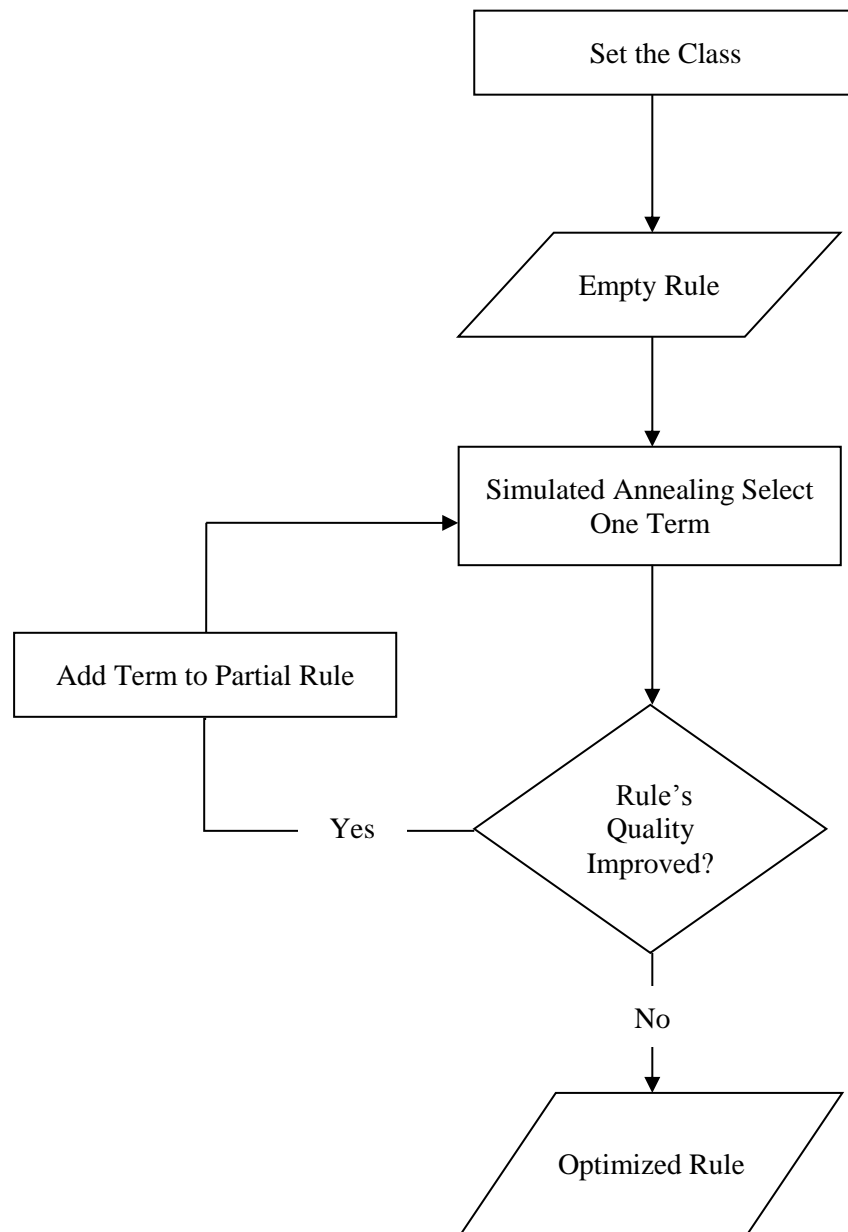 Set the Class
Empty Rule
Simulated Annealing Select
One Term
Add Term to Partial Rule
Rule’s
Quality
Improved?
Yes
No
Optimized Rule